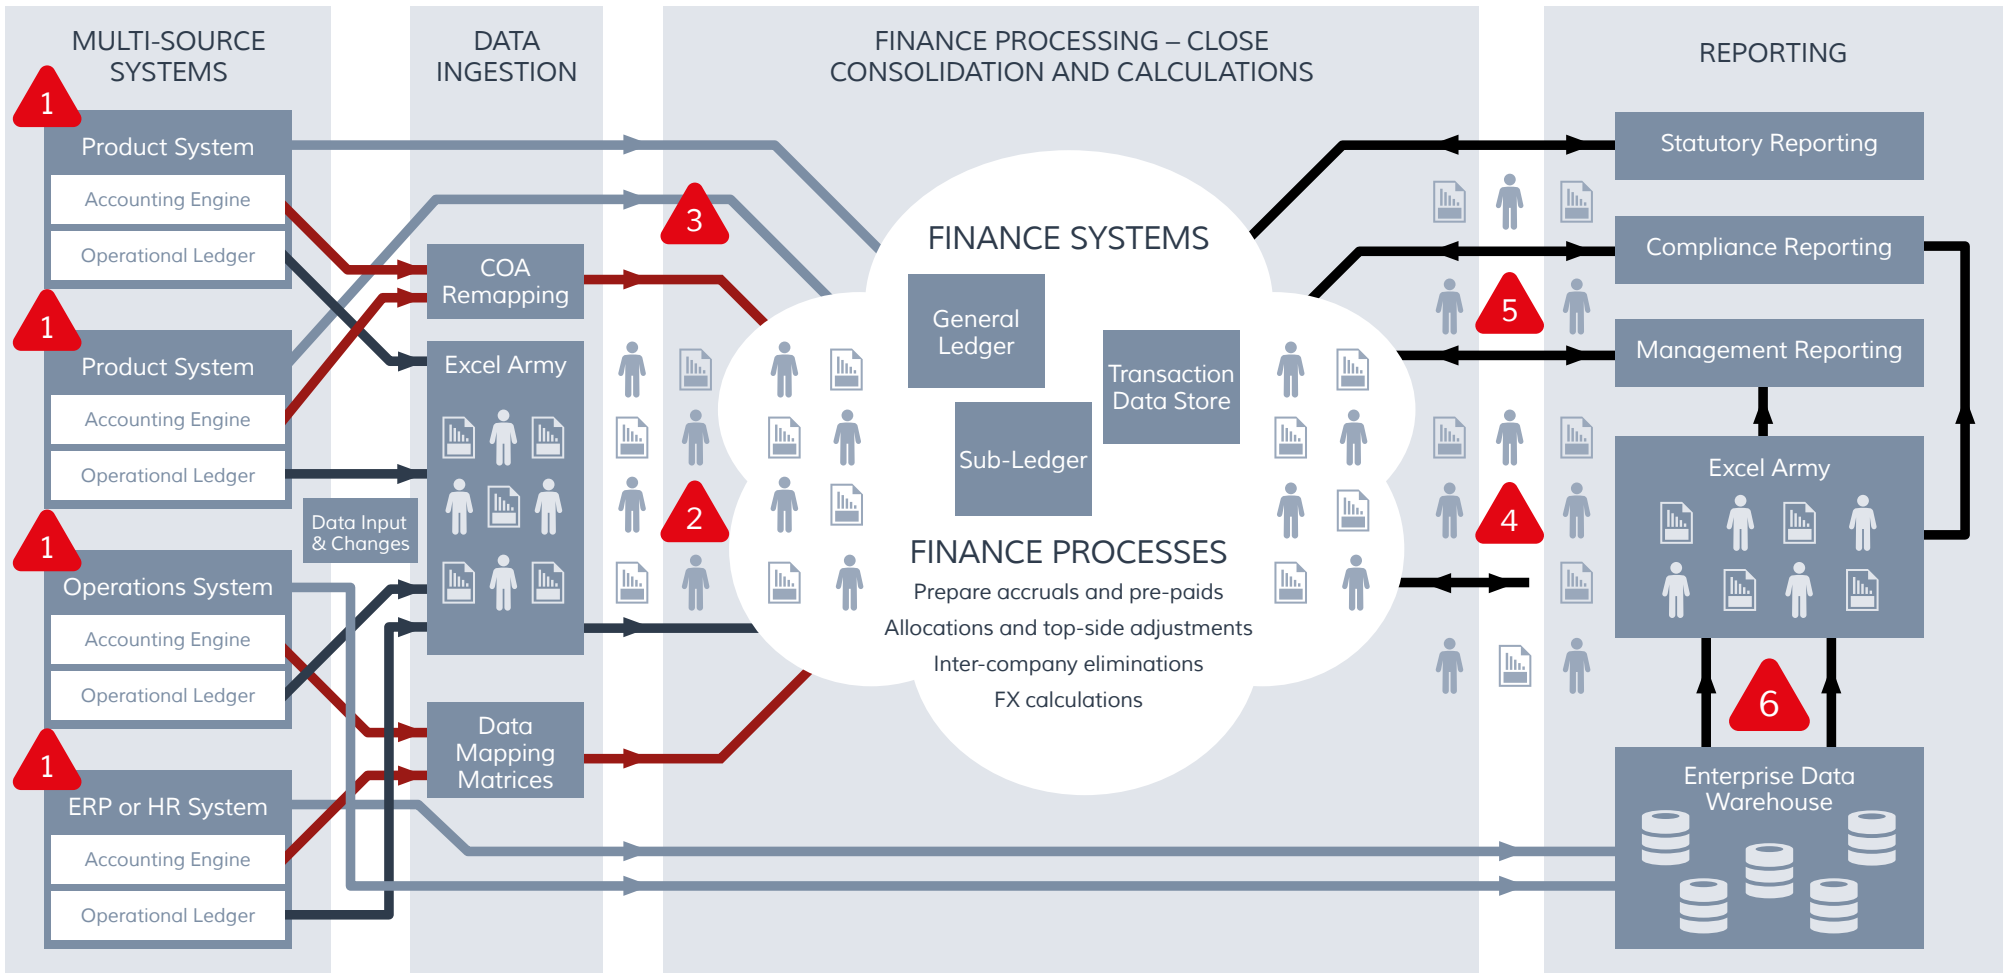 MULTI-SOURCE
SYSTEMS
1
Product System
Accounting Engine
Operational Ledger
1
Product System
Accounting Engine
Operational Ledger
1
Operations System
Accounting Engine
Operational Ledger
1
ERP or HR System
Accounting Engine
Operational Ledger
DATA
INGESTION
COA
Remapping
Excel Army
Data Input
& Changes
Data
Mapping
Matrices
FINANCE PROCESSING – CLOSE
CONSOLIDATION AND CALCULATIONS
3
2
FINANCE SYSTEMS
General
Ledger
Transaction
Data Store
Sub-Ledger
FINANCE PROCESSES
Prepare accruals and pre-paids
Allocations and top-side adjustments
Inter-company eliminations
FX calculations
5
4
REPORTING
Statutory Reporting
Compliance Reporting
Management Reporting
Excel Army
6
Enterprise Data
Warehouse